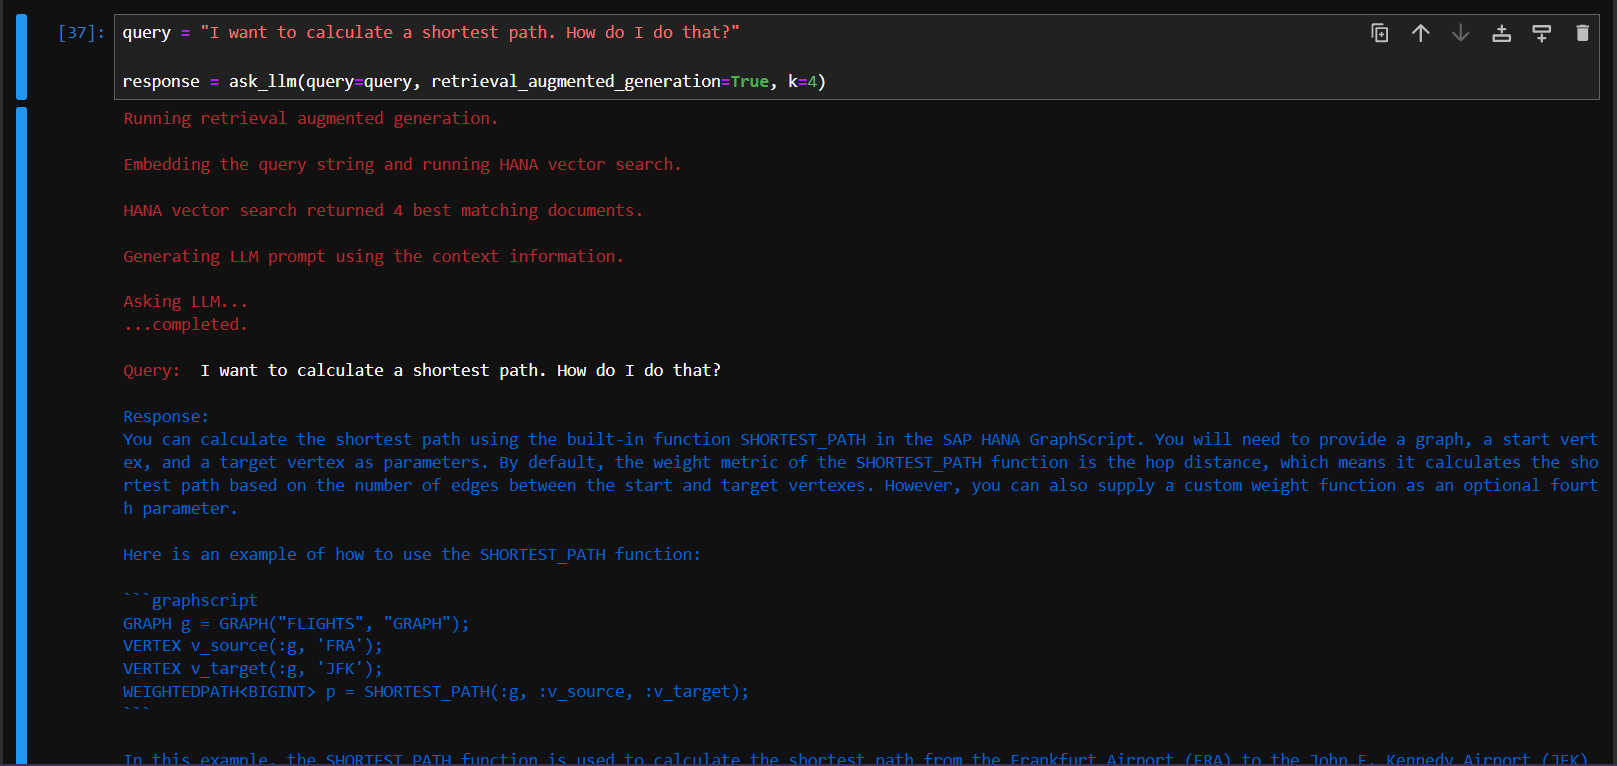 [37]: query = "I want to calculate a shortest path. How do I do that?"
response = ask_llm(query=query, retrieval_augmented_generation=True, k=4)
Running retrieval augmented generation.
Embedding the query string and running HANA vector search.
HANA vector search returned 4 best matching documents.
Generating LLM prompt using the context information.
Asking LLM...
...completed.
Query:  I want to calculate a shortest path. How do I do that?
Response:
You can calculate the shortest path using the built-in function SHORTEST_PATH in the SAP HANA GraphScript. You will need to provide a graph, a start vert
ex, and a target vertex as parameters. By default, the weight metric of the SHORTEST_PATH function is the hop distance, which means it calculates the sho
rtest path based on the number of edges between the start and target vertexes. However, you can also supply a custom weight function as an optional fourt
h parameter.
Here is an example of how to use the SHORTEST_PATH function:
```graphscript
GRAPH g = GRAPH("FLIGHTS", "GRAPH");
VERTEX v_source(:g, 'FRA');
VERTEX v_target(:g, 'JFK');
WEIGHTEDPATH<BIGINT> p = SHORTEST_PATH(:g, :v_source, :v_target);
```
In this example, the SHORTEST_PATH function is used to calculate the shortest path from the Frankfurt Airport (FRA) to the John F. Kennedy Airport (JFK)